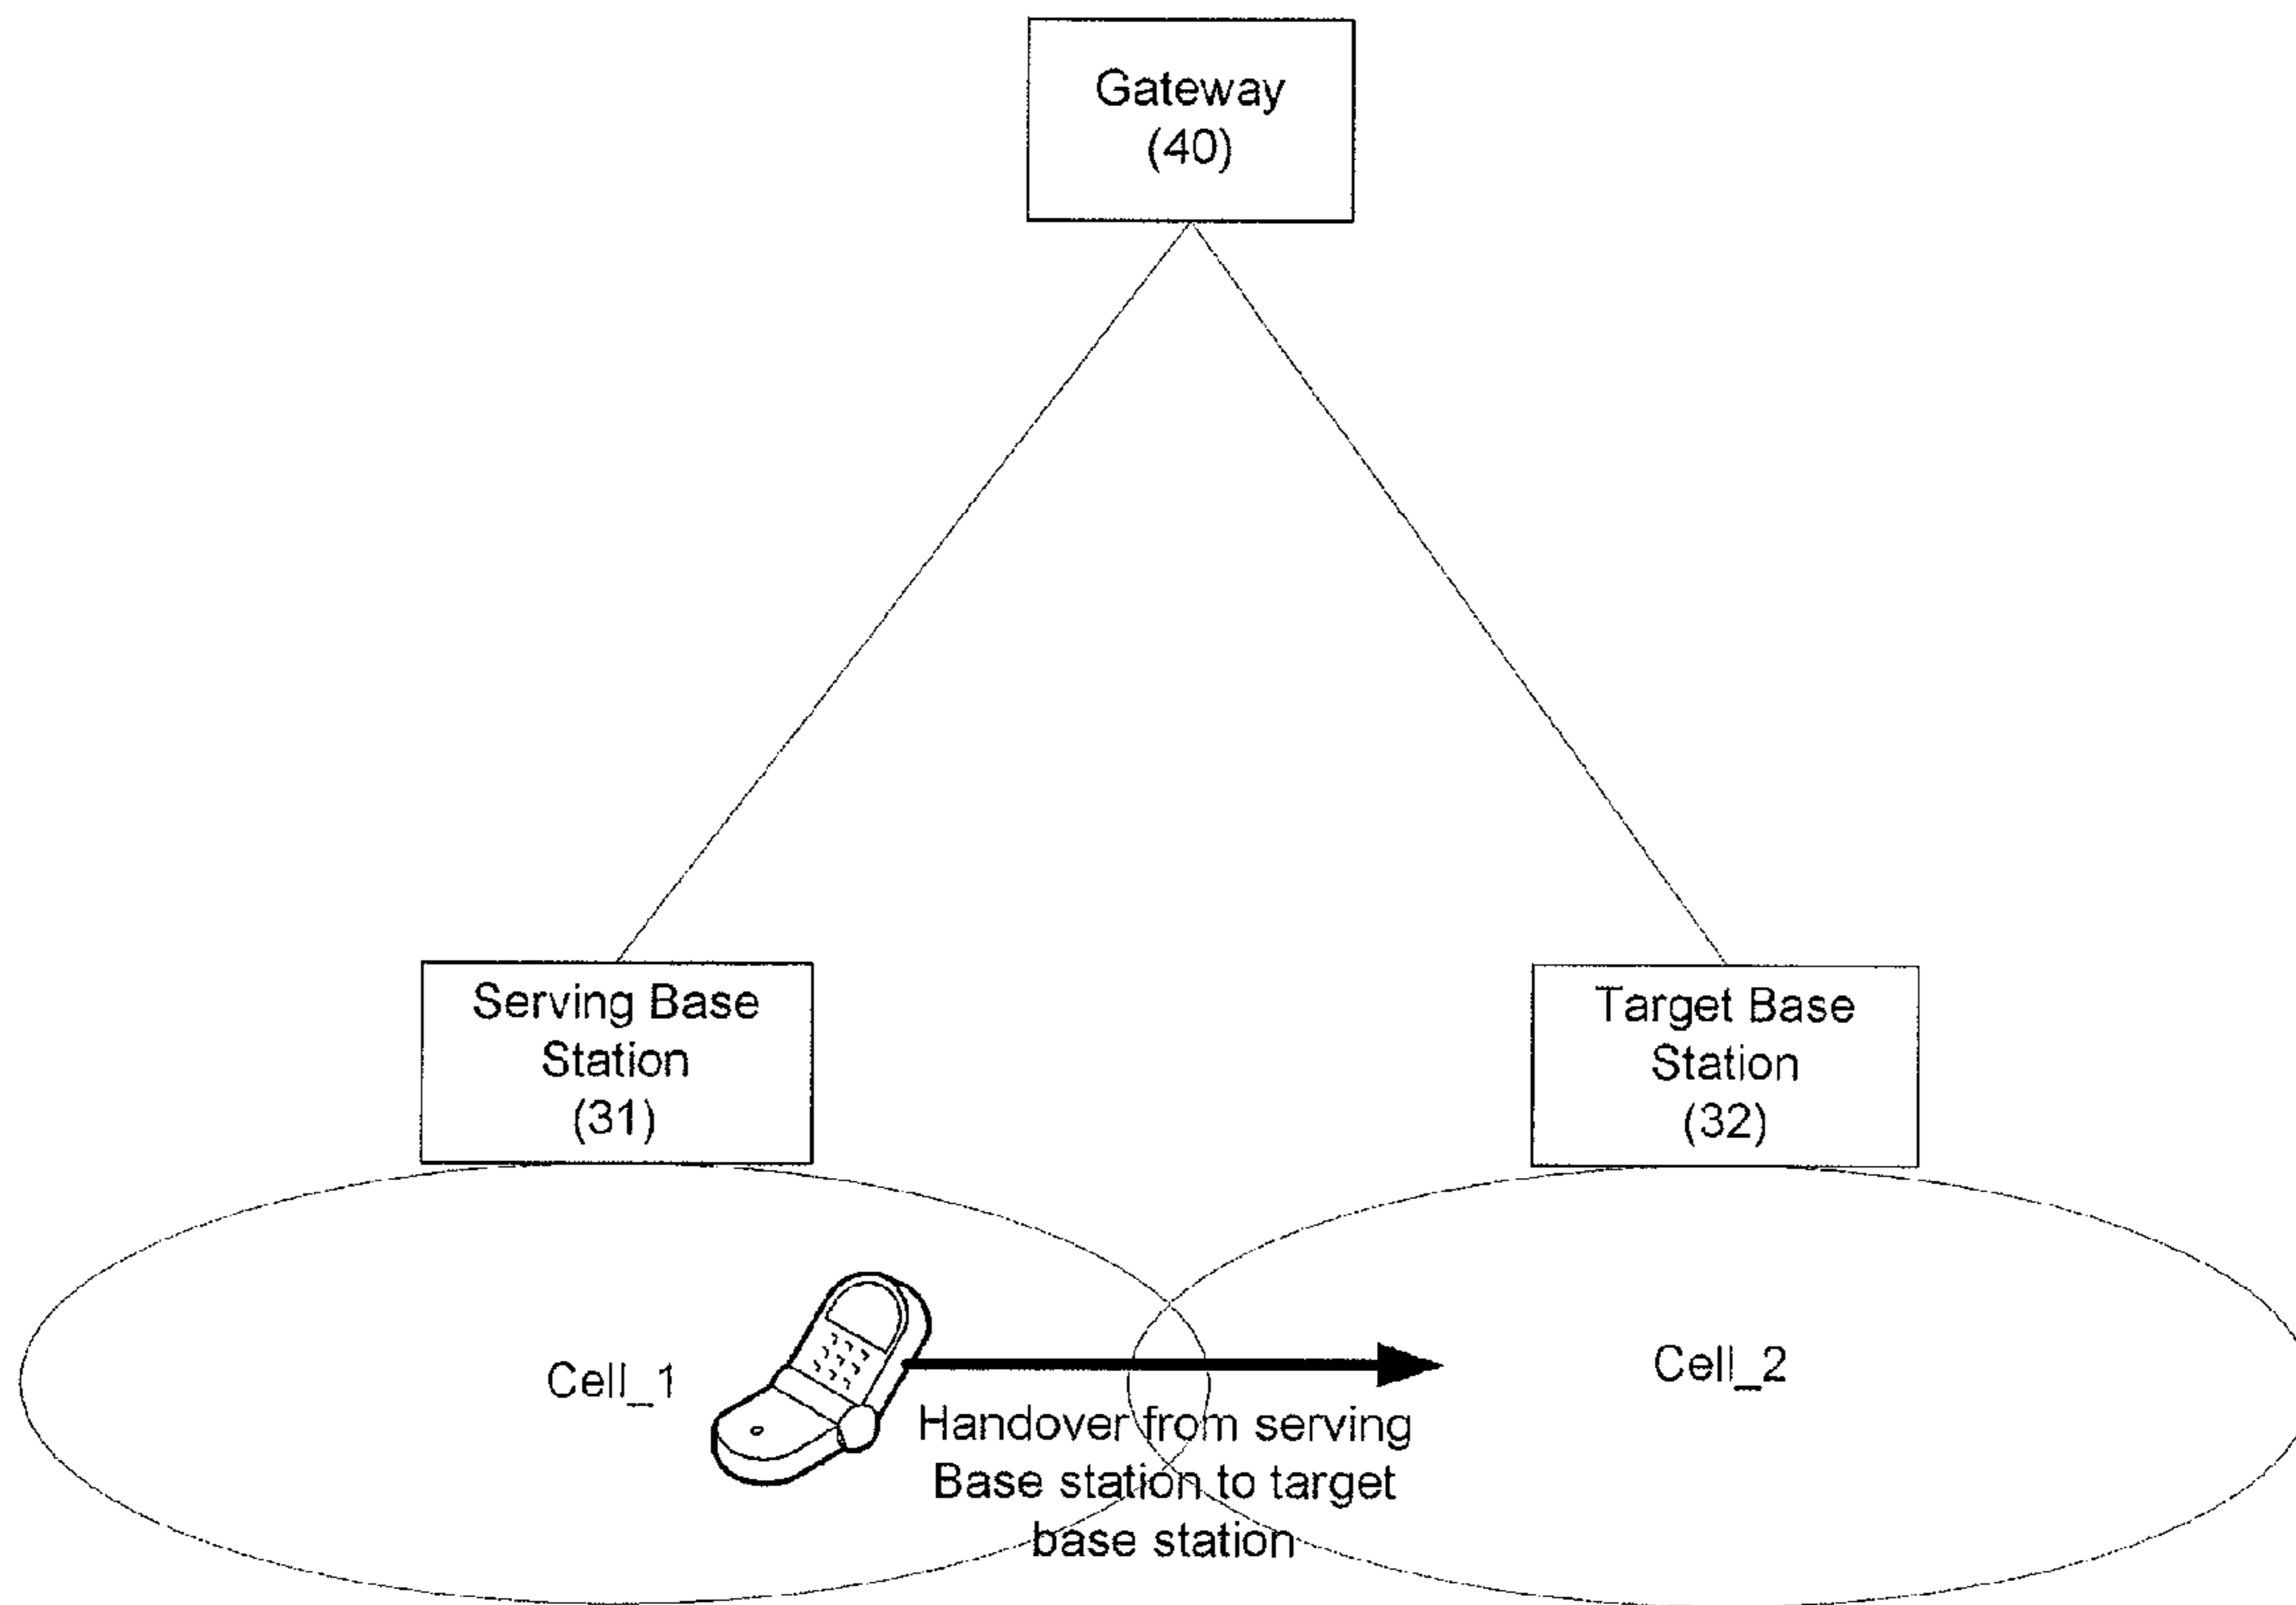 Gateway
(40)
Serving Base
Station
(31)
Target Base
Station
(32)
Cell_1
Cell_2
Handover from serving
Base station to target
base station